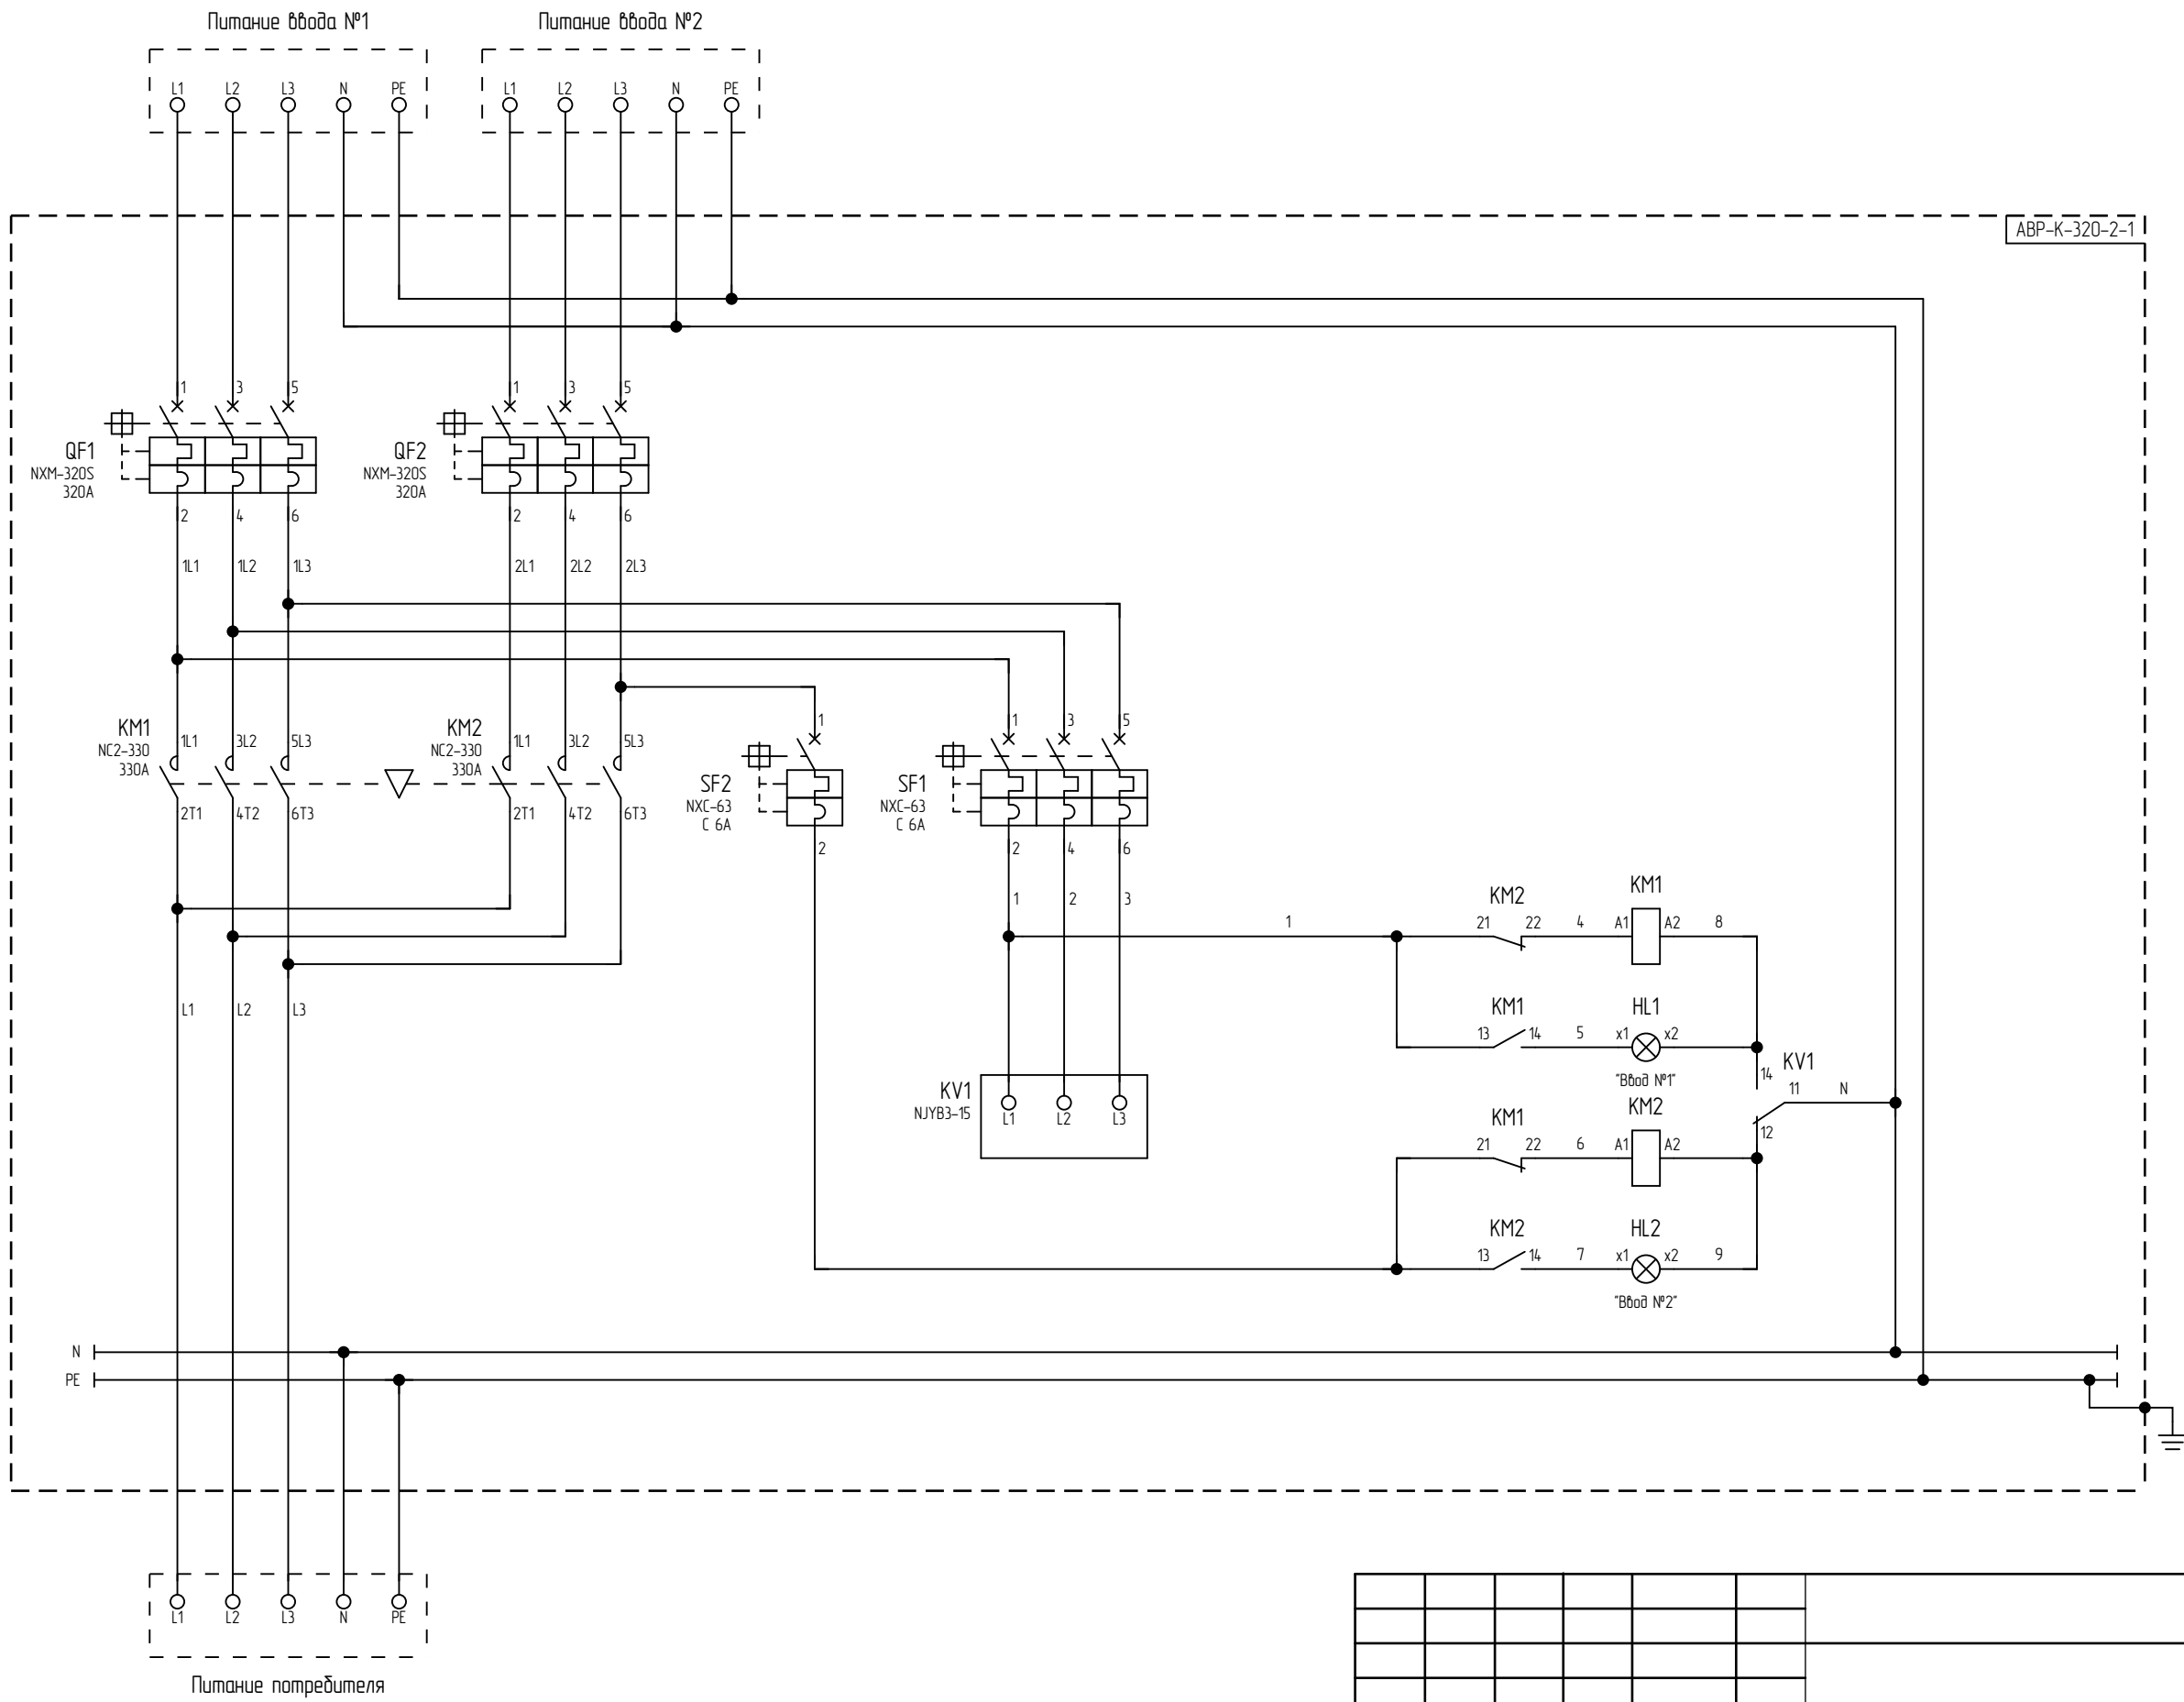 Питание ввода №1
Питание ввода №2
L1 L2 L3 N PE
L1 L2 L3 N PE
АВР-К-320-2-1
1 3 5
1 3 5
QF1
NXM-320S
320A
QF2
NXM-320S
320A
2 4 6
2 4 6
1L1 1L2 1L3
2L1 2L2 2L3
KM1
NC2-330
330A
1L1 3L2 5L3
2T1 4T2 6T3
KM2
NC2-330
330A
1L1 3L2 5L3
2T1 4T2 6T3
1
SF2
NXC-63
C 6A
2
1 3 5
SF1
NXC-63
C 6A
2 4 6
1 2 3
1
KM2
21 22
4
KM1
A1 A2
8
KM1
13 14
5
HL1
x1 x2
"Ввод №1"
14
KV1
11
N
12
KV1
NJYB3-15
L1 L2 L3
KM1
21 22
6
KM2
A1 A2
KM2
13 14
7
HL2
x1 x2
9
"Ввод №2"
L1 L2 L3
N
PE
L1 L2 L3 N PE
Питание потребителя